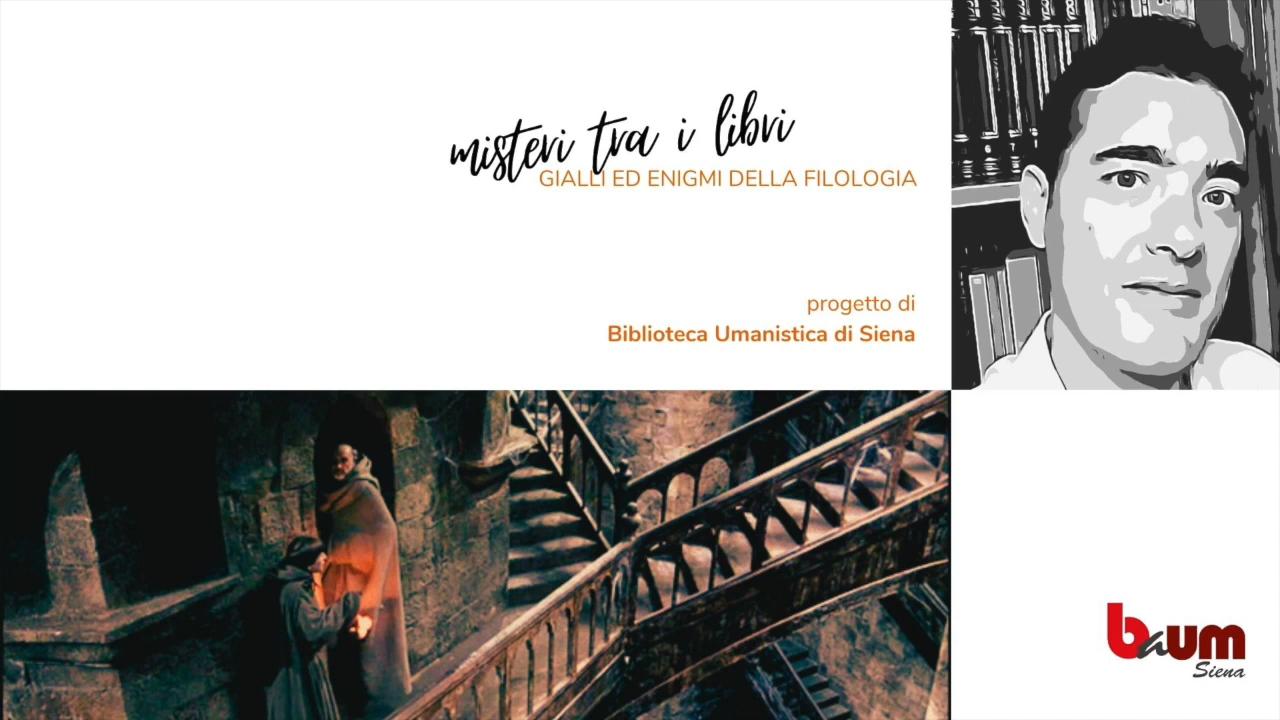 misteri tra i libri
GIALLI ED ENIGMI DELLA FILOLOGIA
progetto di
Biblioteca Umanistica di Siena
baum
Siena